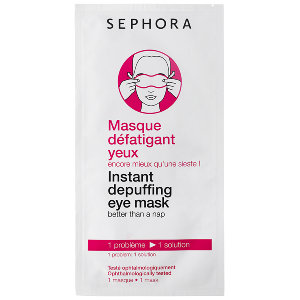 SEPHORA
Masque
défatigant
yeux
encore mieux qu'une sieste !
Instant
depuffing
eye mask
better than a nap
1 problème ▶ 1 solution
1 problem: 1 solution
Testé ophtalmologiquement
Ophthalmologically tested
1 masque • 1 mask